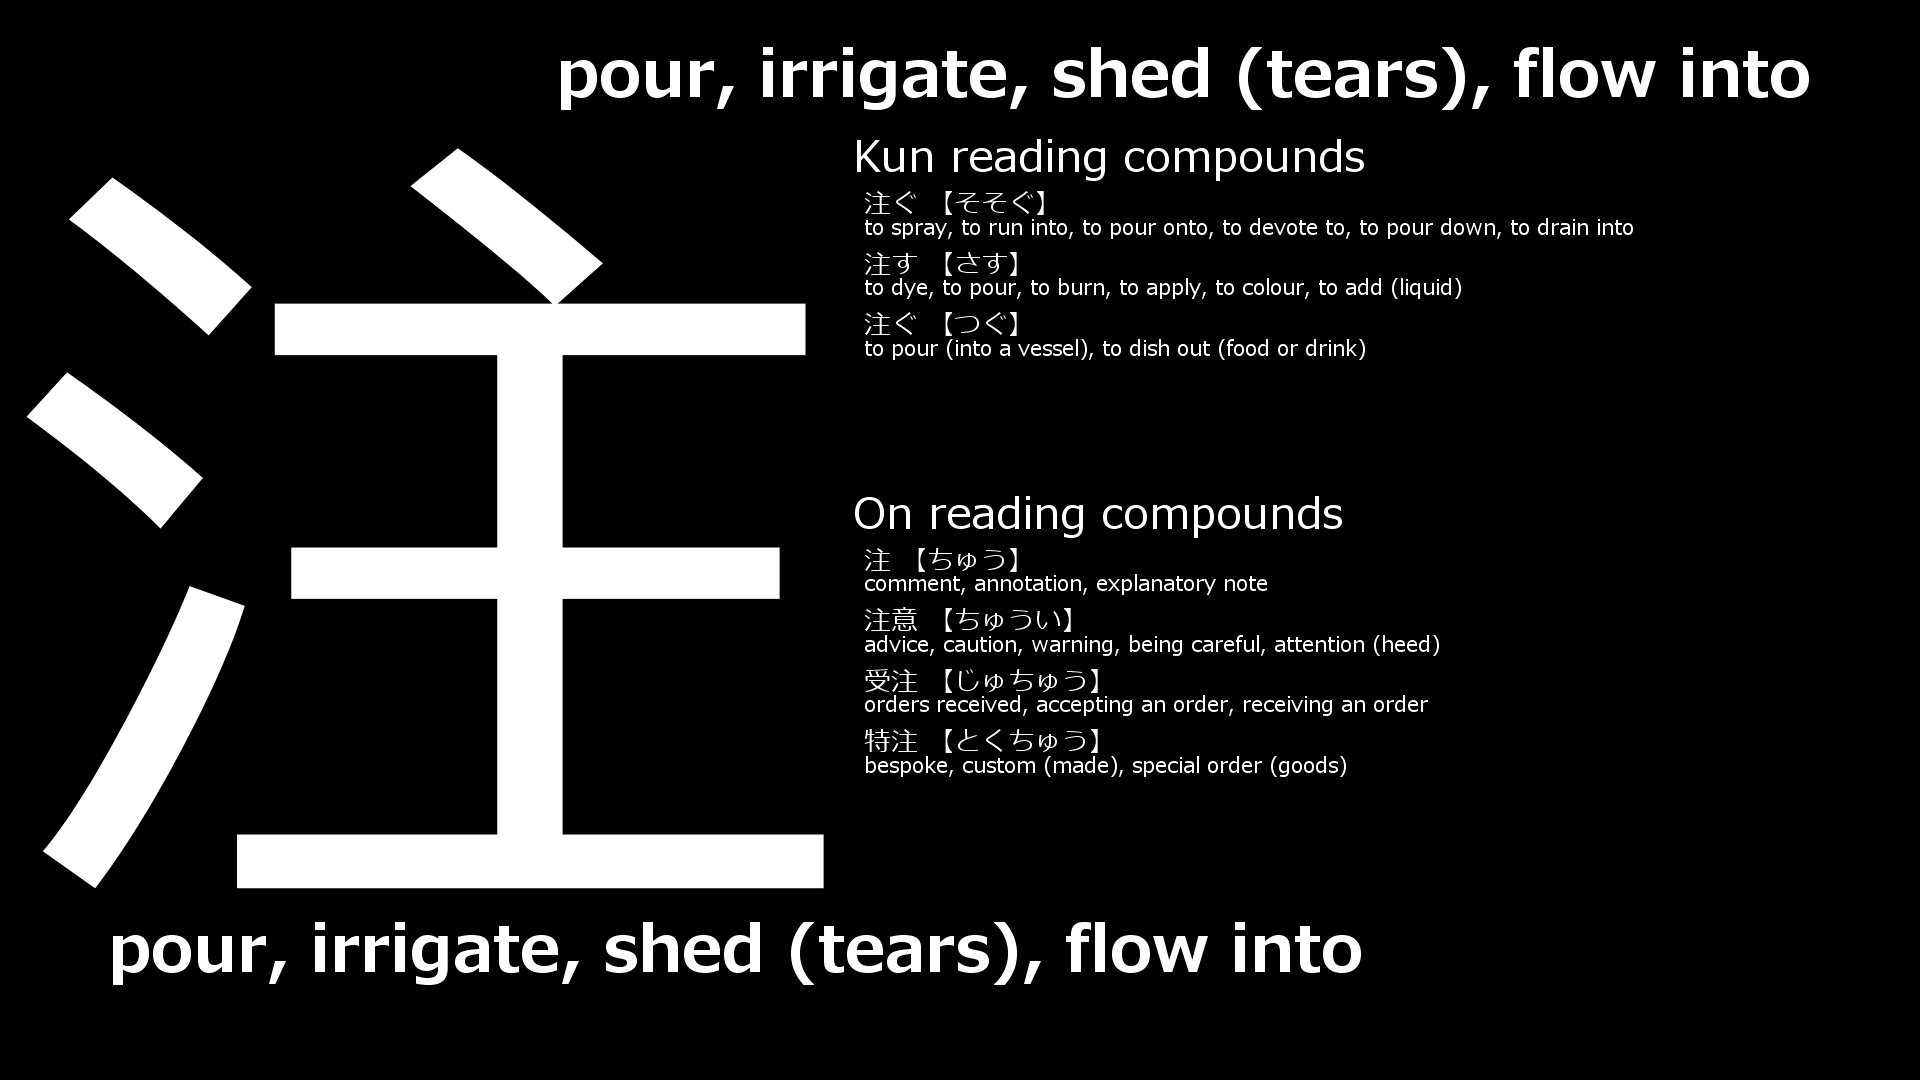 pour, irrigate, shed (tears), flow into
注
Kun reading compounds
注ぐ 【そそぐ】
to spray, to run into, to pour onto, to devote to, to pour down, to drain into
注す 【さす】
to dye, to pour, to burn, to apply, to colour, to add (liquid)
注ぐ 【つぐ】
to pour (into a vessel), to dish out (food or drink)
On reading compounds
注 【ちゅう】
comment, annotation, explanatory note
注意 【ちゅうい】
advice, caution, warning, being careful, attention (heed)
受注 【じゅちゅう】
orders received, accepting an order, receiving an order
特注 【とくちゅう】
bespoke, custom (made), special order (goods)
pour, irrigate, shed (tears), flow into